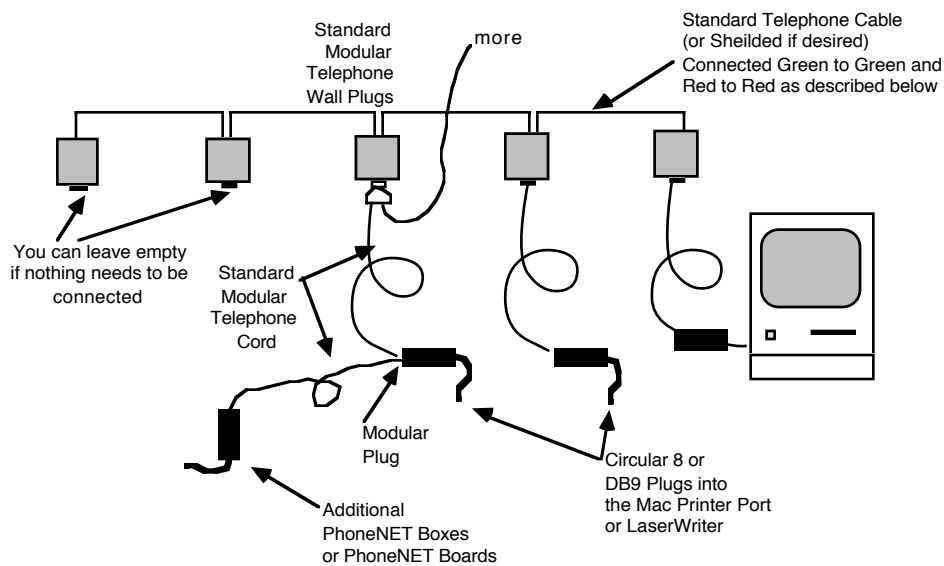 Standard
Modular
Telephone
Wall Plugs
more
Standard Telephone Cable
(or Sheilded if desired)
Connected Green to Green and
Red to Red as described below
You can leave empty
if nothing needs to be
connected
Standard
Modular
Telephone
Cord
Modular
Plug
Additional
PhoneNET Boxes
or PhoneNET Boards
Circular 8 or
DB9 Plugs into
the Mac Printer Port
or LaserWriter